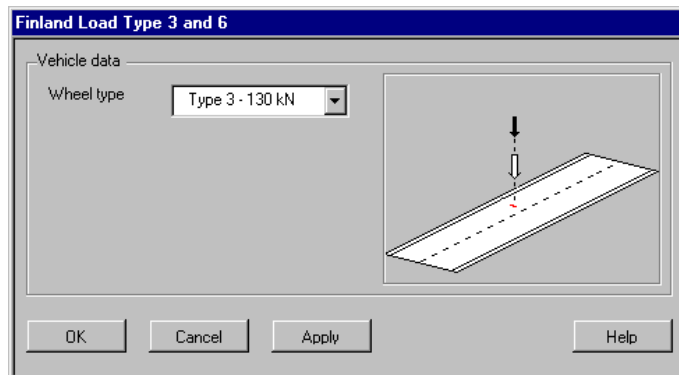 Finland Load Type 3 and 6
Vehicle data
Wheel type
Type 3 - 130 kN
OK
Cancel
Apply
Help